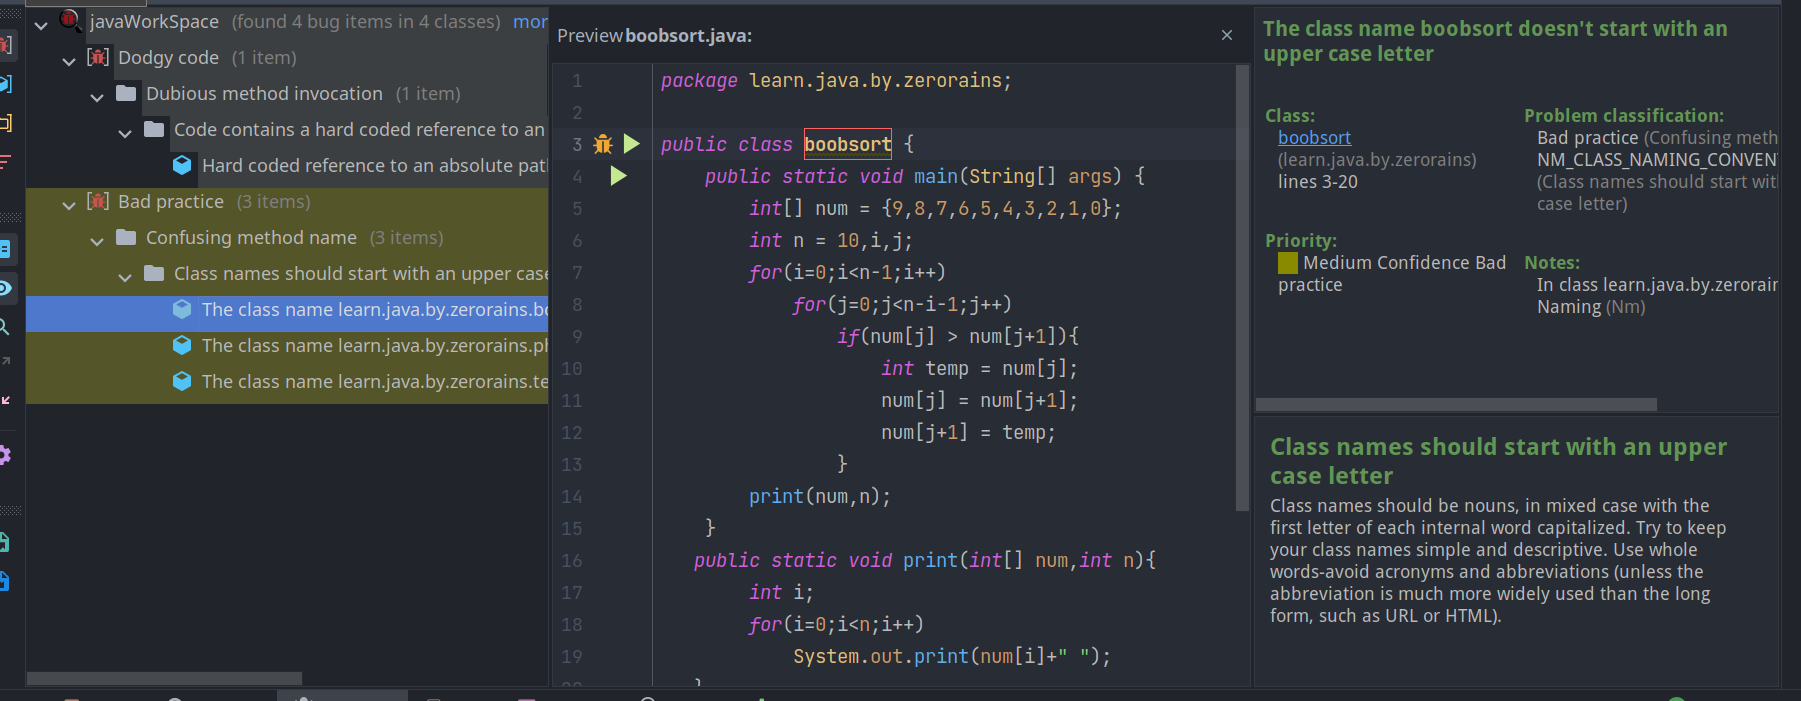 javaWorkSpace (found 4 bug items in 4 classes) mor
Dodgy code (1 item)
Dubious method invocation (1 item)
Code contains a hard coded reference to an
Hard coded reference to an absolute pat
Bad practice (3 items)
Confusing method name (3 items)
Class names should start with an upper case
The class name learn.java.by.zerorains.bo
The class name learn.java.by.zerorains.ph
The class name learn.java.by.zerorains.te
Preview boobsort.java:
1 package learn.java.by.zerorains;
2
3 public class boobsort {
4 public static void main(String[] args) {
5 int[] num = {9,8,7,6,5,4,3,2,1,0};
6 int n = 10,i,j;
7 for(i=0;i<n-1;i++)
8 for(j=0;j<n-i-1;j++)
9 if(num[j] > num[j+1]){
10 int temp = num[j];
11 num[j] = num[j+1];
12 num[j+1] = temp;
13 }
14 print(num,n);
15 }
16 public static void print(int[] num,int n){
17 int i;
18 for(i=0;i<n;i++)
19 System.out.print(num[i]+" ");
The class name boobsort doesn't start with an
upper case letter
Class:
boobsort
(learn.java.by.zerorains)
lines 3-20
Priority:
Medium Confidence Bad
practice
Problem classification:
Bad practice (Confusing meth
NM_CLASS_NAMING_CONVEN
(Class names should start wit
case letter)
Notes:
In class learn.java.by.zerorair
Naming (Nm)
Class names should start with an upper
case letter
Class names should be nouns, in mixed case with the
first letter of each internal word capitalized. Try to keep
your class names simple and descriptive. Use whole
words-avoid acronyms and abbreviations (unless the
abbreviation is much more widely used than the long
form, such as URL or HTML).